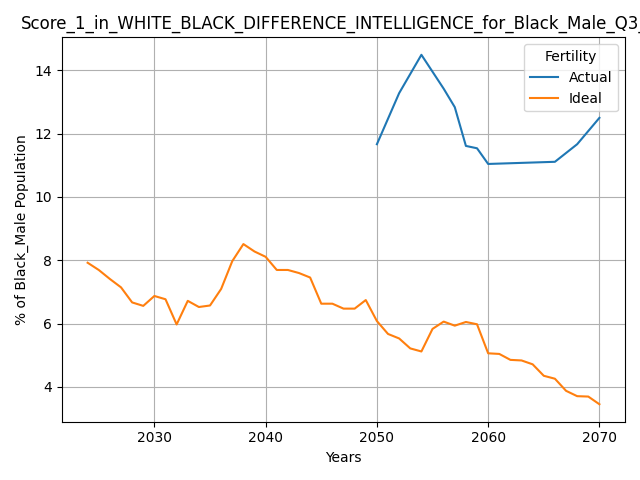 Score_1_in_WHITE_BLACK_DIFFERENCE_INTELLIGENCE_for_Black_Male_Q3_
Fertility
Actual
Ideal
% of Black_Male Population
14
12
10
8
6
4
2030 2040 2050 2060 2070
Years